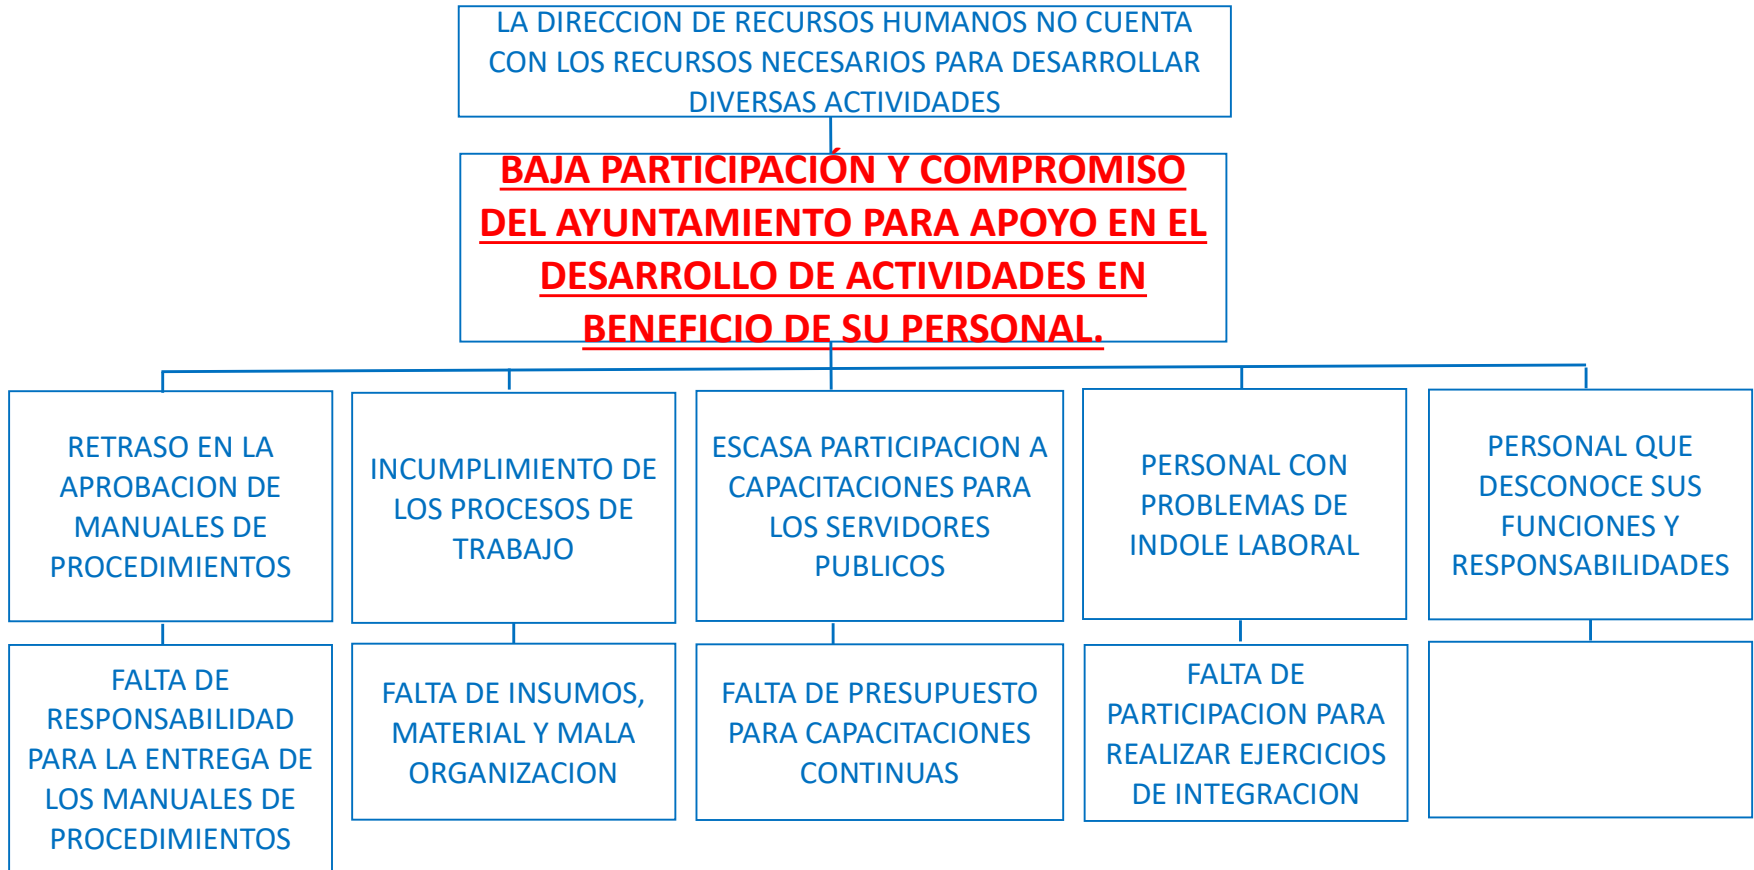 LA DIRECCION DE RECURSOS HUMANOS NO CUENTA
CON LOS RECURSOS NECESARIOS PARA DESARROLLAR
DIVERSAS ACTIVIDADES
BAJA PARTICIPACIÓN Y COMPROMISO
DEL AYUNTAMIENTO PARA APOYO EN EL
DESARROLLO DE ACTIVIDADES EN
BENEFICIO DE SU PERSONAL.
RETRASO EN LA
APROBACION DE
MANUALES DE
PROCEDIMIENTOS
INCUMPLIMIENTO DE
LOS PROCESOS DE
TRABAJO
ESCASA PARTICIPACION A
CAPACITACIONES PARA
LOS SERVIDORES
PUBLICOS
PERSONAL CON
PROBLEMAS DE
INDOLE LABORAL
PERSONAL QUE
DESCONOCE SUS
FUNCIONES Y
RESPONSABILIDADES
FALTA DE
RESPONSABILIDAD
PARA LA ENTREGA DE
LOS MANUALES DE
PROCEDIMIENTOS
FALTA DE INSUMOS,
MATERIAL Y MALA
ORGANIZACION
FALTA DE PRESUPUESTO
PARA CAPACITACIONES
CONTINUAS
FALTA DE
PARTICIPACION PARA
REALIZAR EJERCICIOS
DE INTEGRACION